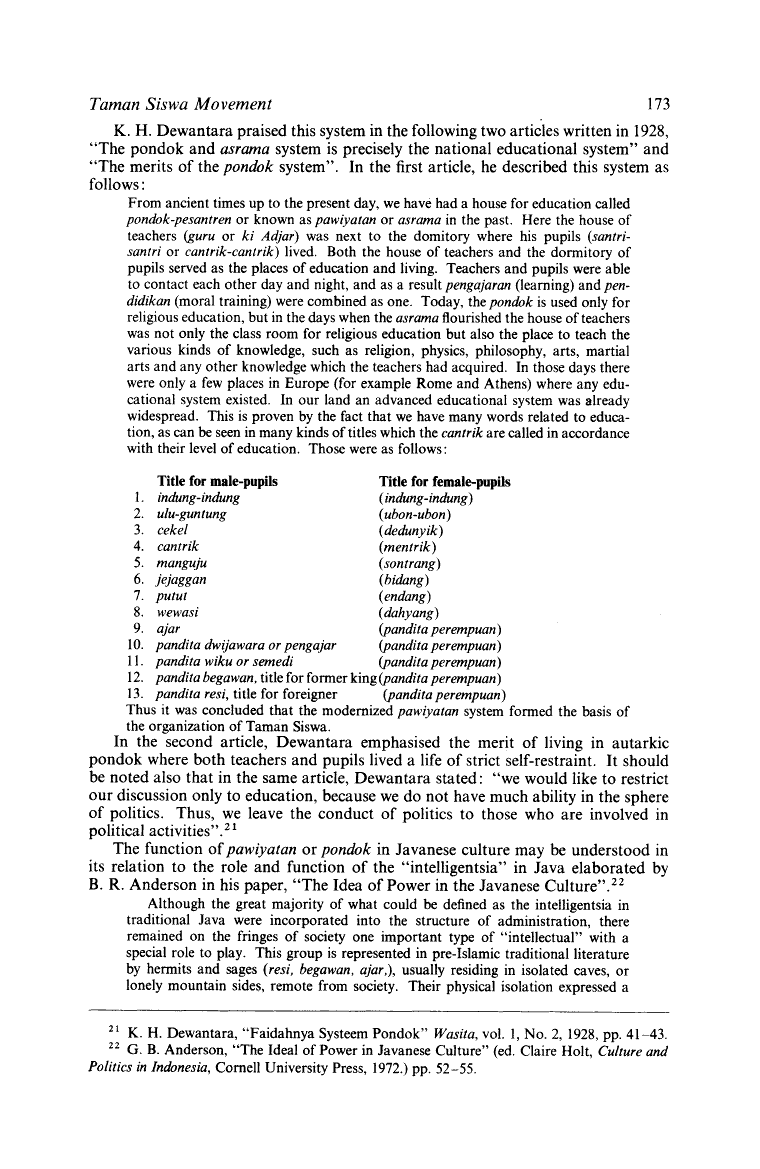 Taman Siswa Movement 173
K. H. Dewantara praised this system in the following two articles written in 1928,
“The pondok and asrama system is precisely the national educational system” and
“The merits of the pondok system”. In the first article, he described this system as
follows:
From ancient times up to the present day, we have had a house for education called
pondok-pesantren or known as pawiyatan or asrama in the past. Here the house of
teachers (guru or ki Adjar) was next to the domitory where his pupils (santri-
santri or cantrik-cantrik) lived. Both the house of teachers and the dormitory of
pupils served as the places of education and living. Teachers and pupils were able
to contact each other day and night, and as a result pengajaran (learning) and pen-
didikan (moral training) were combined as one. Today, the pondok is used only for
religious education, but in the days when the asrama flourished the house of teachers
was not only the class room for religious education but also the place to teach the
various kinds of knowledge, such as religion, physics, philosophy, arts, martial
arts and any other knowledge which the teachers had acquired. In those days there
were only a few places in Europe (for example Rome and Athens) where any edu-
cational system existed. In our land an advanced educational system was already
widespread. This is proven by the fact that we have many words related to educa-
tion, as can be seen in many kinds of titles which the cantrik are called in accordance
with their level of education. Those were as follows:
Title for male-pupils Title for female-pupils
1. indung-indung (indung-indung)
2. ulu-guntung (ubon-ubon)
3. cekel (dedunyik)
4. cantrik (mentrik)
5. manguju (sontrang)
6. jejaggan (bidang)
7. putut (endang)
8. wewasi (dahyang)
9. ajar (pandita perempuan)
10. pandita dwijawara or pengajar (pandita perempuan)
11. pandita wiku or semedi (pandita perempuan)
12. pandita begawan, title for former king (pandita perempuan)
13. pandita resi, title for foreigner (pandita perempuan)
Thus it was concluded that the modernized pawiyatan system formed the basis of
the organization of Taman Siswa.
In the second article, Dewantara emphasised the merit of living in autarkic
pondok where both teachers and pupils lived a life of strict self-restraint. It should
be noted also that in the same article, Dewantara stated: “we would like to restrict
our discussion only to education, because we do not have much ability in the sphere
of politics. Thus, we leave the conduct of politics to those who are involved in
political activities”.21
The function of pawiyatan or pondok in Javanese culture may be understood in
its relation to the role and function of the “intelligentsia” in Java elaborated by
B. R. Anderson in his paper, “The Idea of Power in the Javanese Culture”.22
Although the great majority of what could be defined as the intelligentsia in
traditional Java were incorporated into the structure of administration, there
remained on the fringes of society one important type of “intellectual” with a
special role to play. This group is represented in pre-Islamic traditional literature
by hermits and sages (resi, begawan, ajar,), usually residing in isolated caves, or
lonely mountain sides, remote from society. Their physical isolation expressed a
21 K. H. Dewantara, “Faidahnya Systeem Pondok” Wasita, vol. 1, No. 2, 1928, pp. 41–43.
22 G. B. Anderson, “The Ideal of Power in Javanese Culture” (ed. Claire Holt, Culture and
Politics in Indonesia, Cornell University Press, 1972.) pp. 52–55.